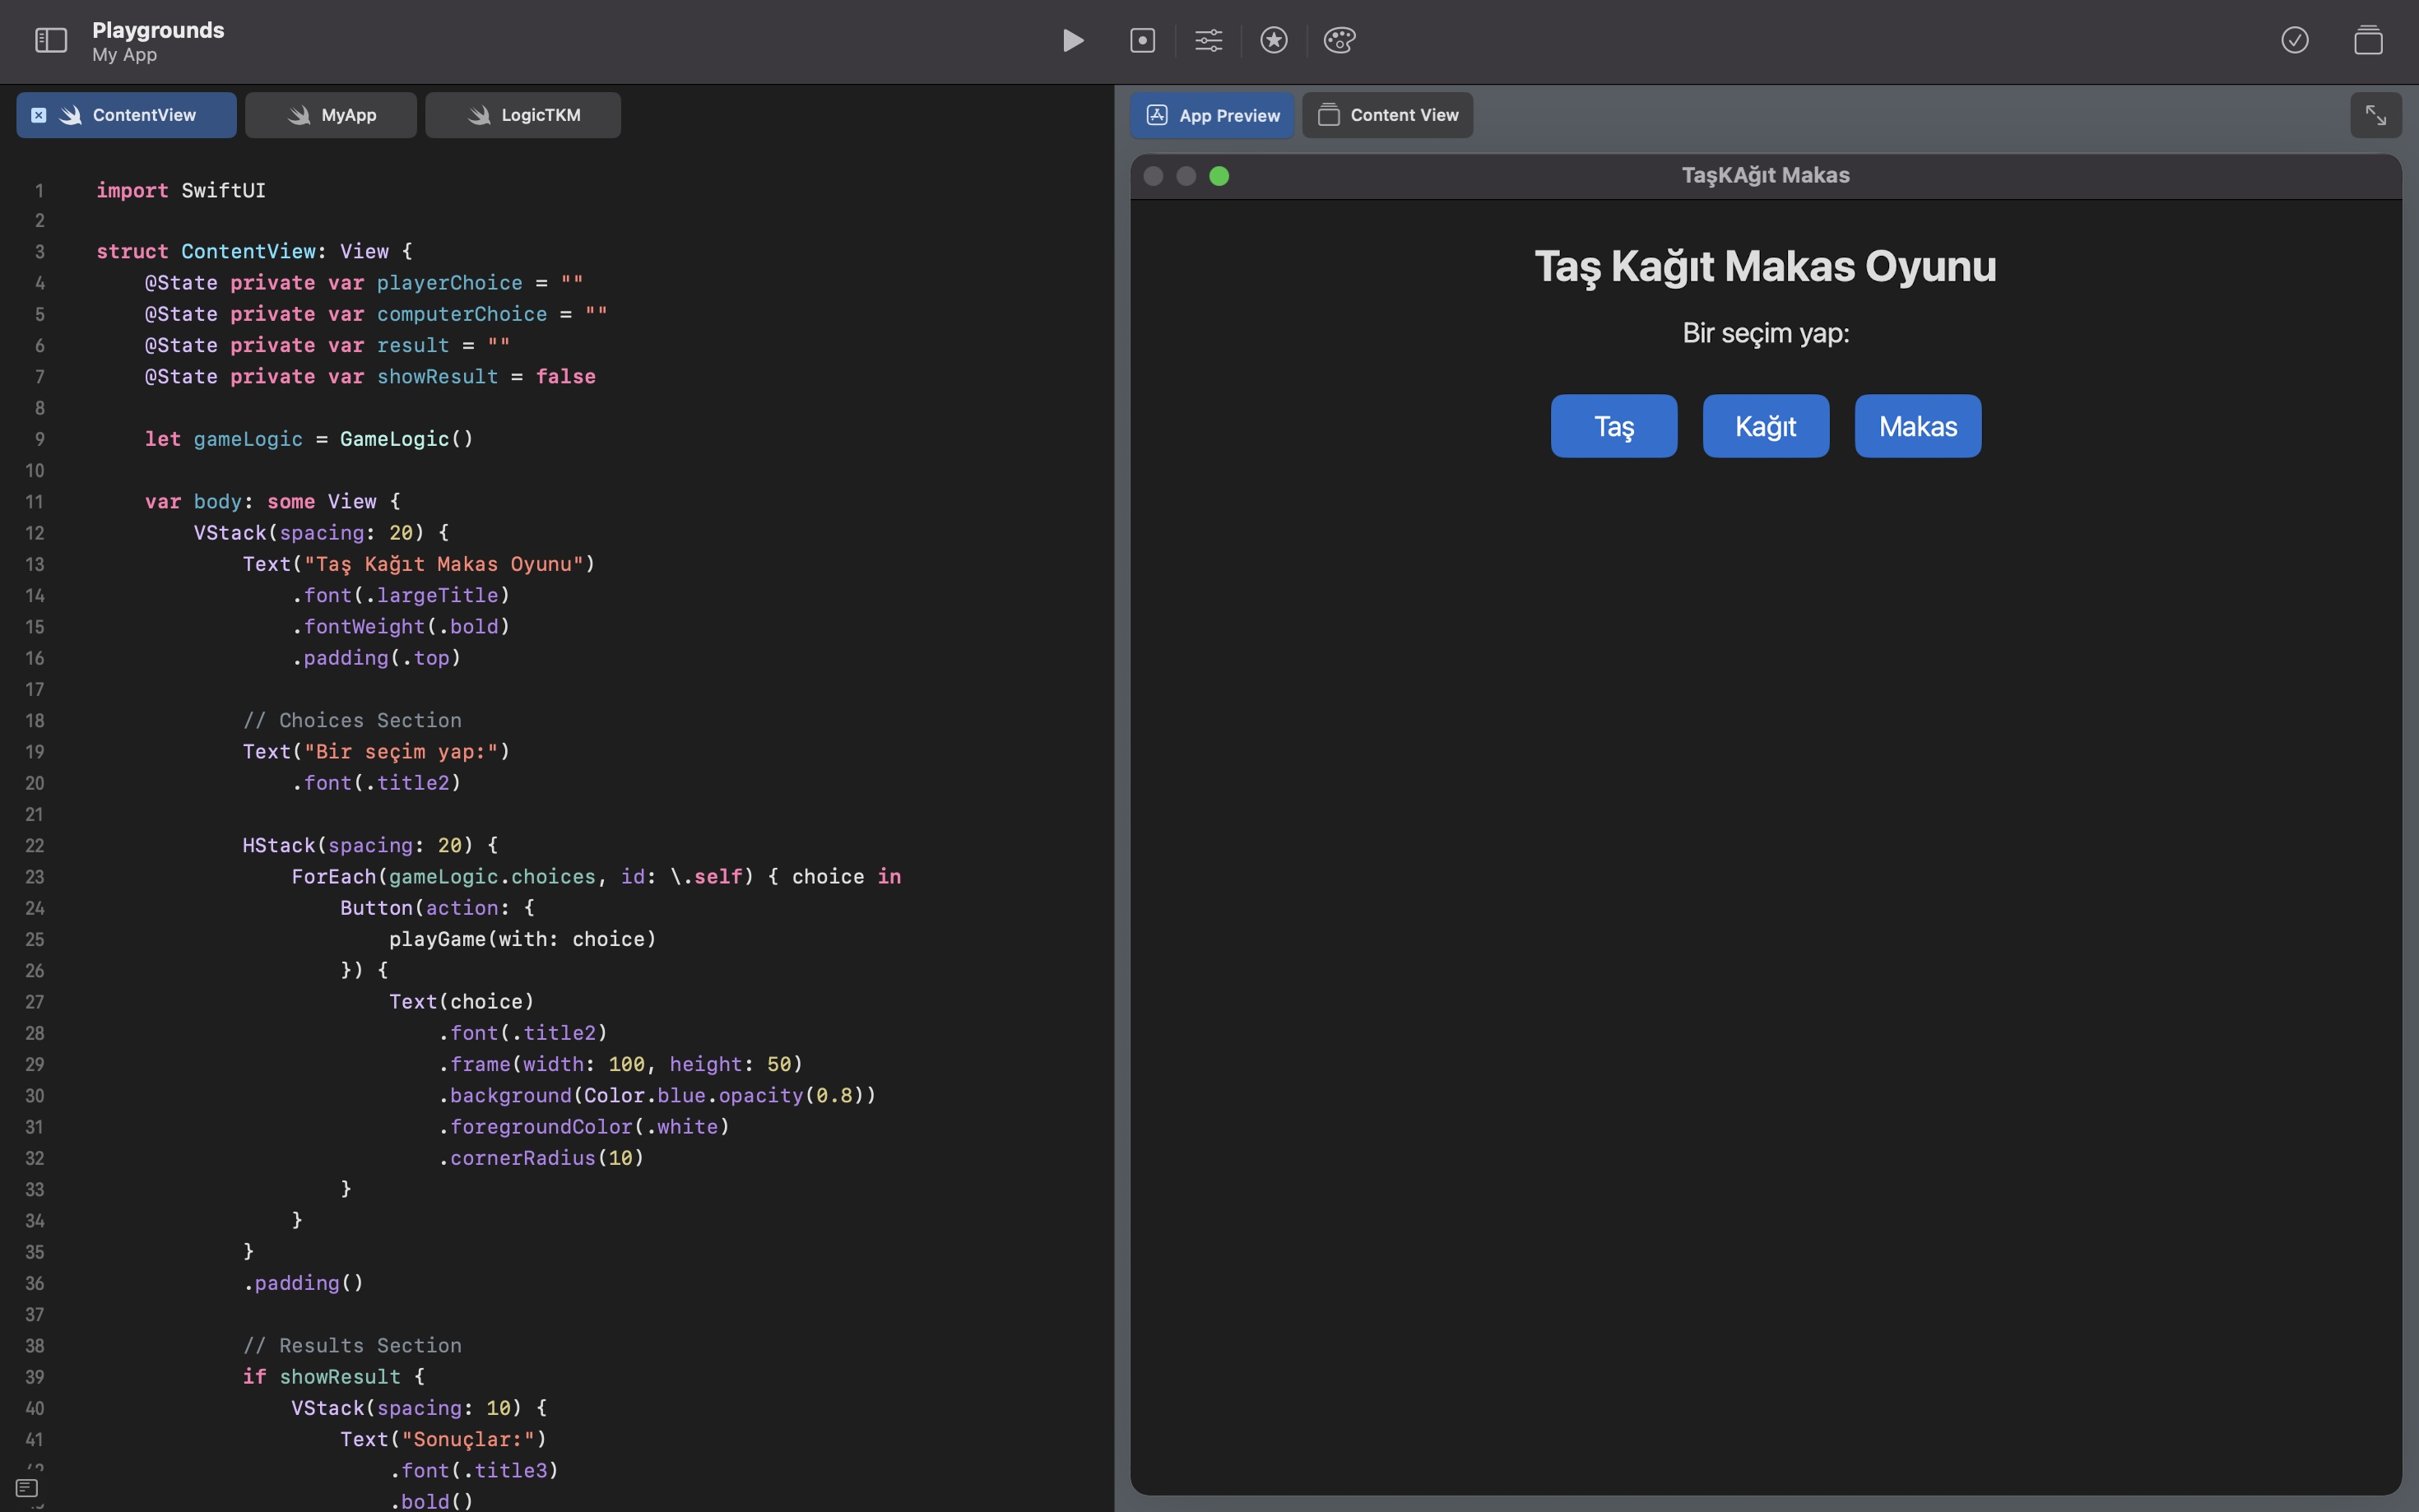 Playgrounds
My App
ContentView
MyApp
LogicTKM
1 import SwiftUI
2
3 struct ContentView: View {
4 @State private var playerChoice = ""
5 @State private var computerChoice = ""
6 @State private var result = ""
7 @State private var showResult = false
8
9 let gameLogic = GameLogic()
10
11 var body: some View {
12 VStack(spacing: 20) {
13 Text("Taş Kağıt Makas Oyunu")
14 .font(.largeTitle)
15 .fontWeight(.bold)
16 .padding(.top)
17
18 // Choices Section
19 Text("Bir seçim yap:")
20 .font(.title2)
21
22 HStack(spacing: 20) {
23 ForEach(gameLogic.choices, id: \.self) { choice in
24 Button(action: {
25 playGame(with: choice)
26 }) {
27 Text(choice)
28 .font(.title2)
29 .frame(width: 100, height: 50)
30 .background(Color.blue.opacity(0.8))
31 .foregroundColor(.white)
32 .cornerRadius(10)
33 }
34 }
35 }
36 .padding()
37
38 // Results Section
39 if showResult {
40 VStack(spacing: 10) {
41 Text("Sonuçlar:")
.font(.title3)
.bold()
App Preview
Content View
TaşKAğıt Makas
Taş Kağıt Makas Oyunu
Bir seçim yap:
Taş
Kağıt
Makas